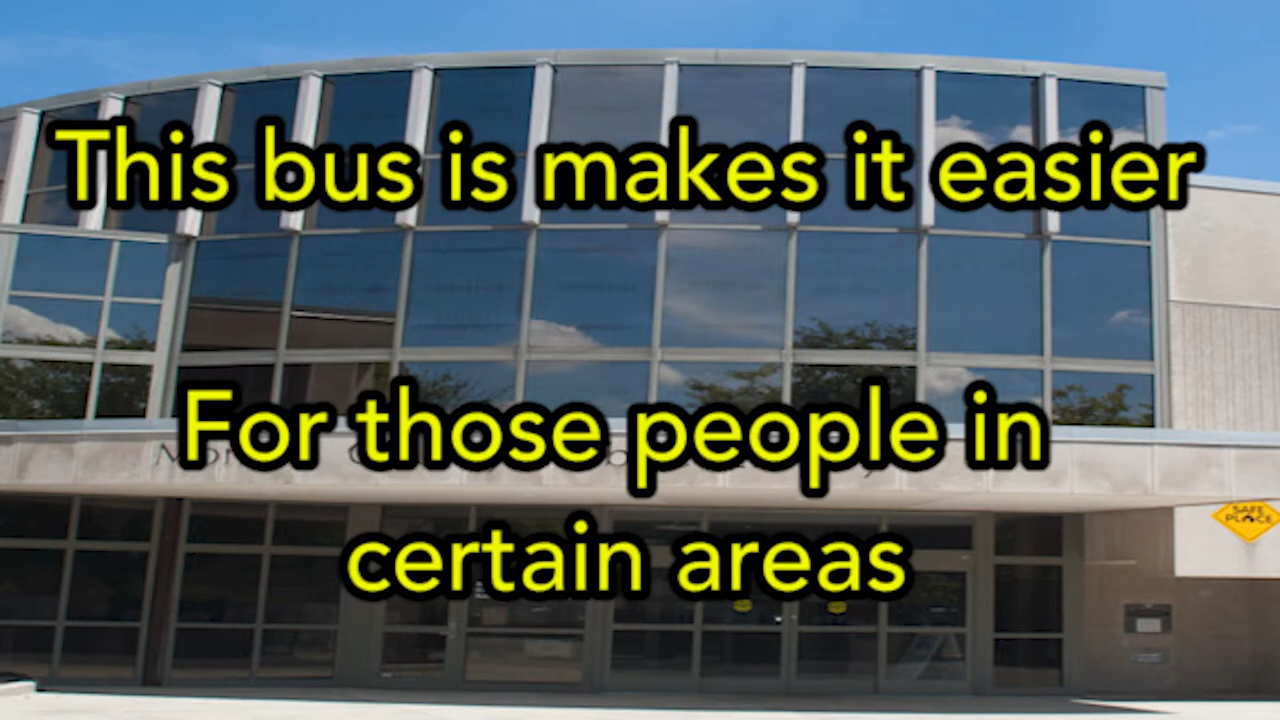 This bus is makes it easier
For those people in
certain areas
SAFE
PLACE